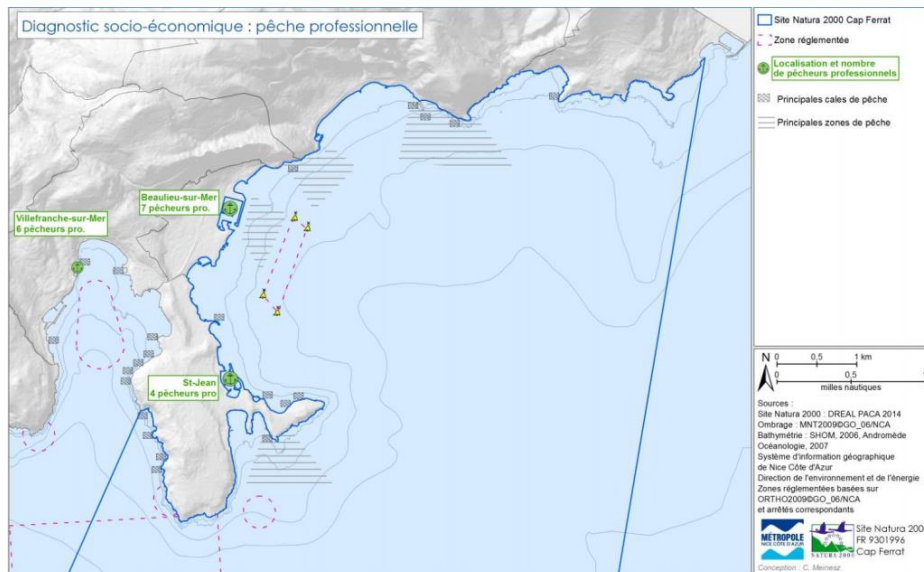 Diagnostic socio-économique : pêche professionnelle
Beaulieu-sur-Mer
7 pêcheurs pro.
Villefranche-sur-Mer
6 pêcheurs pro.
St-Jean
4 pêcheurs pro
Site Natura 2000 Cap Ferrat
Zone réglementée
Localisation et nombre
de pêcheurs professionnels
Principales cales de pêche
Principales zones de pêche
N
0 0,5 1 km
0 0,5 1
milles nautiques
Sources :
Site Natura 2000 : DREAL PACA 2014
Ombrage : MNT2009©GO_06/NCA
Bathymétrie : SHOM, 2006, Andromède
Océanologie, 2007
Système d'information géographique
de Nice Côte d'Azur
Direction de l'environnement et de l'énergie
Zones réglementées basées sur
ORTHO2009©GO_06/NCA
et arrêtés correspondants
MÉTROPOLE
NICE CÔTE D'AZUR
NATURA 2000
Site Natura 200
FR 9301996
Cap Ferrat
Conception : C. Meinesz